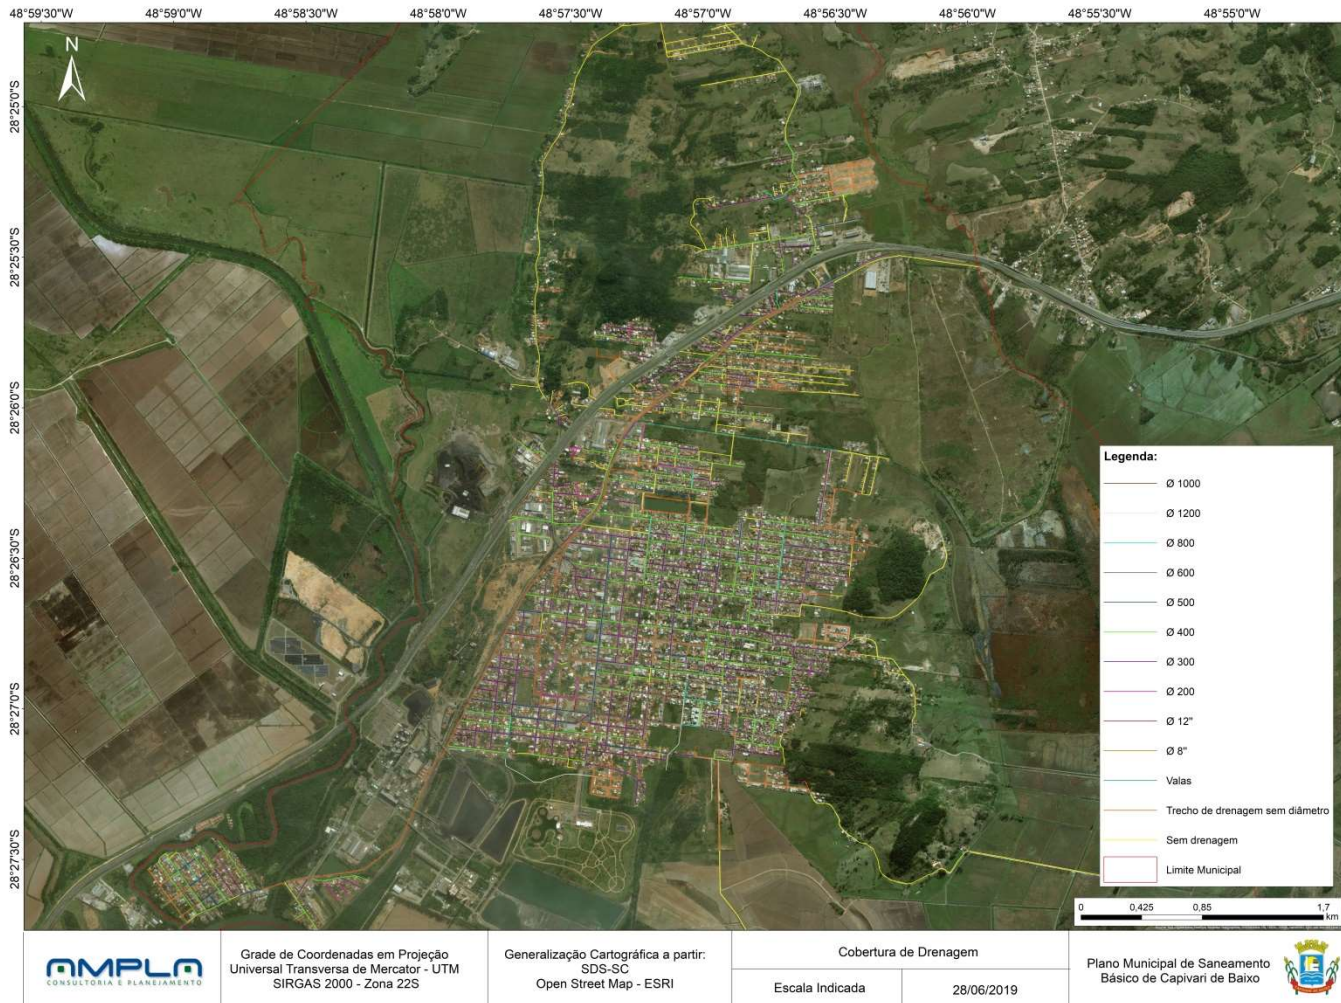 48°59'30"W 48°59'0"W 48°58'30"W 48°58'0"W 48°57'30"W 48°57'0"W 48°56'30"W 48°56'0"W 48°55'30"W 48°55'0"W
N
28°25'0"S
28°25'30"S
28°26'0"S
28°26'30"S
28°27'0"S
28°27'30"S
Legenda:
Ø 1000
Ø 1200
Ø 800
Ø 600
Ø 500
Ø 400
Ø 300
Ø 200
Ø 12"
Ø 8"
Valas
Trecho de drenagem sem diâmetro
Sem drenagem
Limite Municipal
0 0,425 0,85 1,7
km
AMPLA
CONSULTORIA E PLANEJAMENTO
Grade de Coordenadas em Projeção
Universal Transversa de Mercator - UTM
SIRGAS 2000 - Zona 22S
Generalização Cartográfica a partir:
SDS-SC
Open Street Map - ESRI
Cobertura de Drenagem
Escala Indicada
28/06/2019
Plano Municipal de Saneamento
Básico de Capivari de Baixo